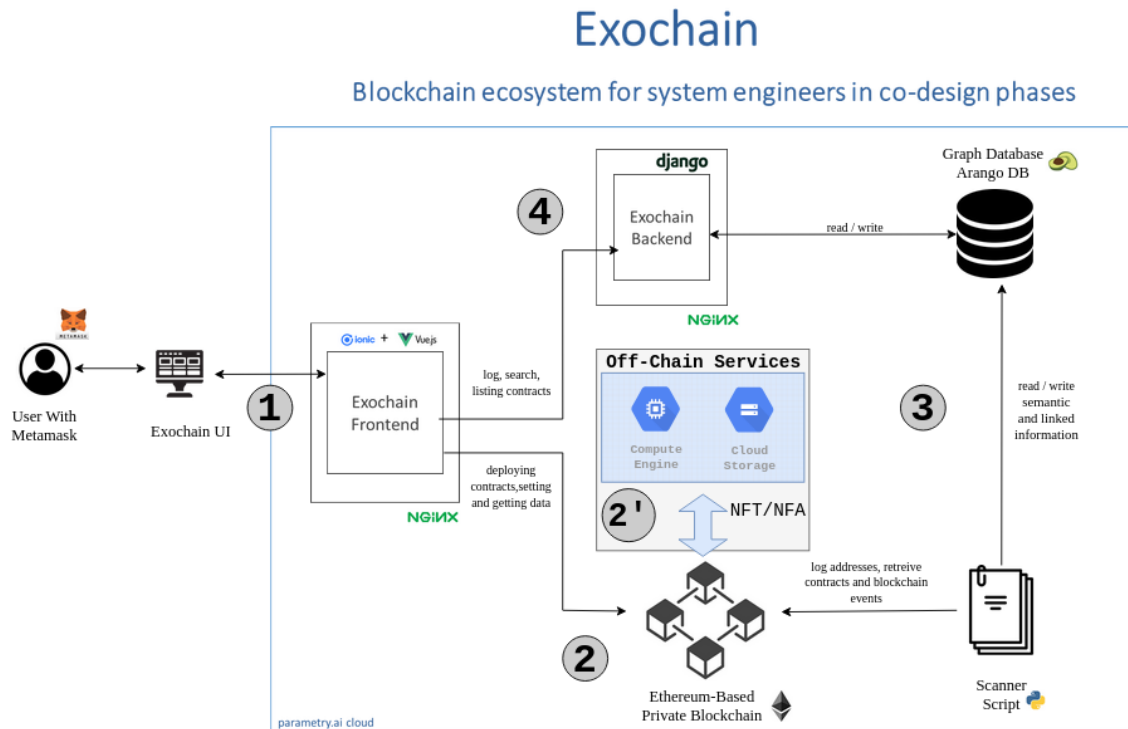 Exochain
Blockchain ecosystem for system engineers in co-design phases
django
Exochain
Backend
NGiNX
Graph Database
Arango DB
read / write
4
METAMASK
User With
Metamask
Exochain UI
1
ionic + Vue.js
Exochain
Frontend
NGiNX
log, search,
listing contracts
deploying
contracts,setting
and getting data
Off-Chain Services
Compute
Engine
Cloud
Storage
2'
NFT/NFA
3
read / write
semantic
and linked
information
log addresses, retreive
contracts and blockchain
events
2
Ethereum-Based
Private Blockchain
Scanner
Script
parametry.ai cloud